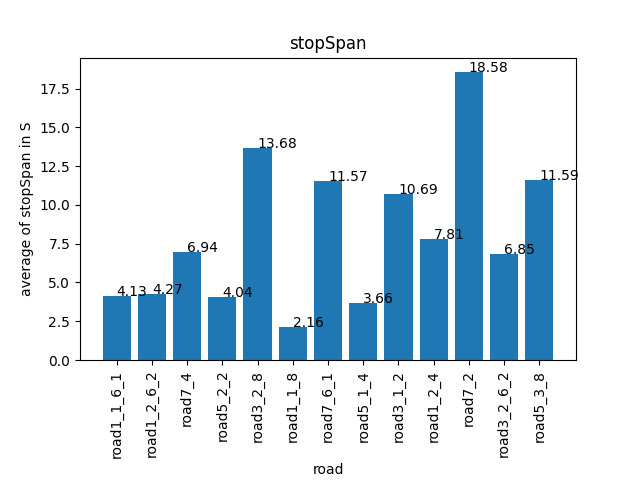 stopSpan
average of stopSpan in S
17.5
15.0
12.5
10.0
7.5
5.0
2.5
0.0
4.13
4.27
6.94
4.04
13.68
2.16
11.57
3.66
10.69
7.81
18.58
6.85
11.59
road1_1_6_1
road1_2_6_2
road7_4
road5_2_2
road3_2_8
road1_1_8
road7_6_1
road5_1_4
road3_1_2
road1_2_4
road7_2
road3_2_6_2
road5_3_8
road